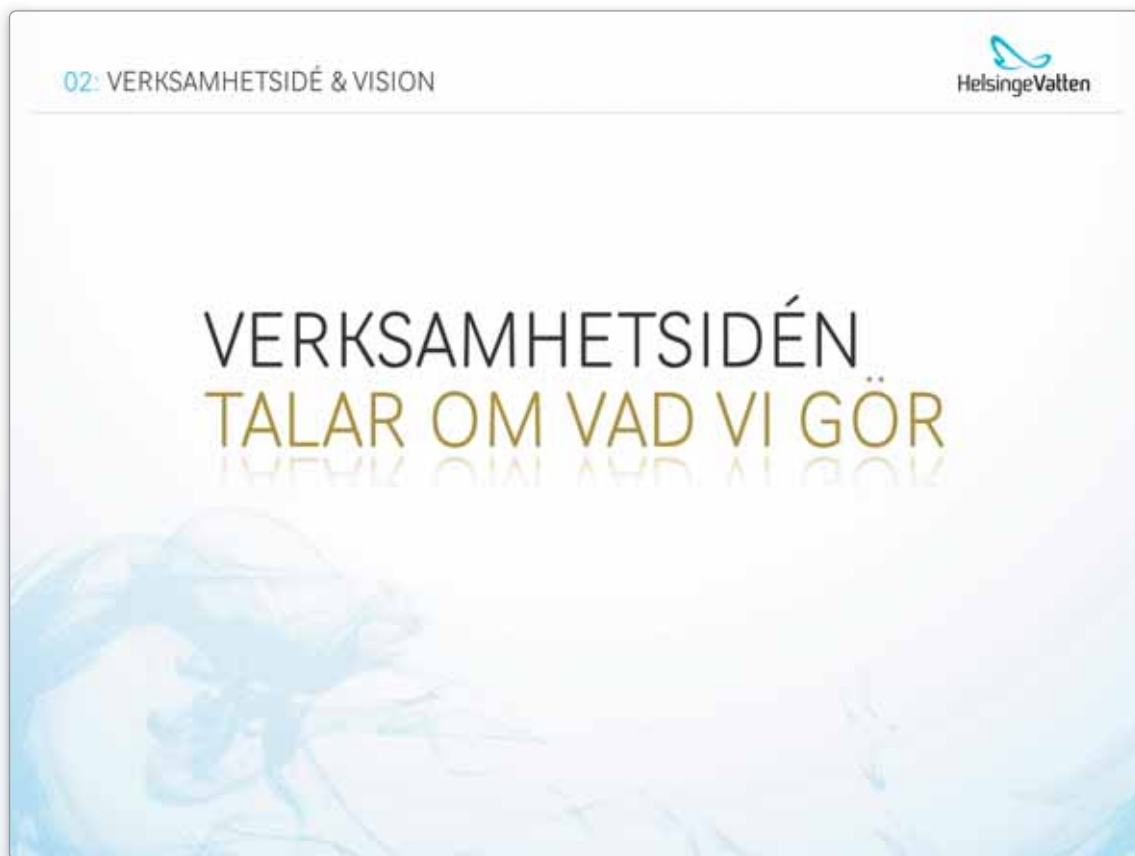 02: VERKSAMHETSIDÉ & VISION
HelsingeVatten
VERKSAMHETSIDÉN
TALAR OM VAD VI GÖR